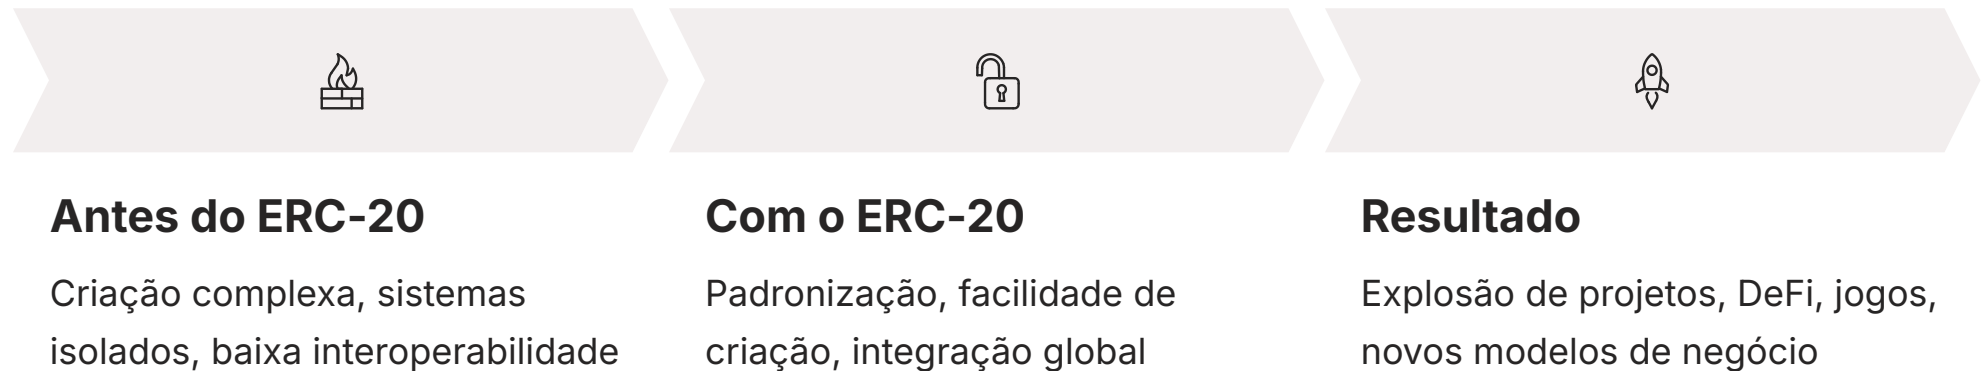 Antes do ERC-20
Criação complexa, sistemas
isolados, baixa interoperabilidade
Com o ERC-20
Padronização, facilidade de
criação, integração global
Resultado
Explosão de projetos, DeFi, jogos,
novos modelos de negócio